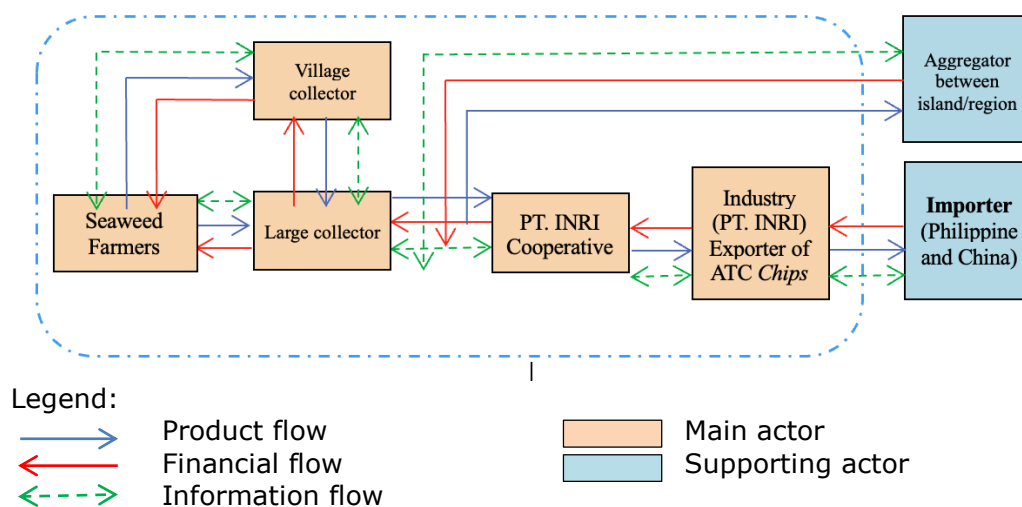 Village
collector
Aggregator
between
island/region
Seaweed
Farmers
Large collector
PT. INRI
Cooperative
Industry
(PT. INRI)
Exporter of
ATC Chips
Importer
(Philippine
and China)
Legend:
Product flow
Financial flow
Information flow
Main actor
Supporting actor